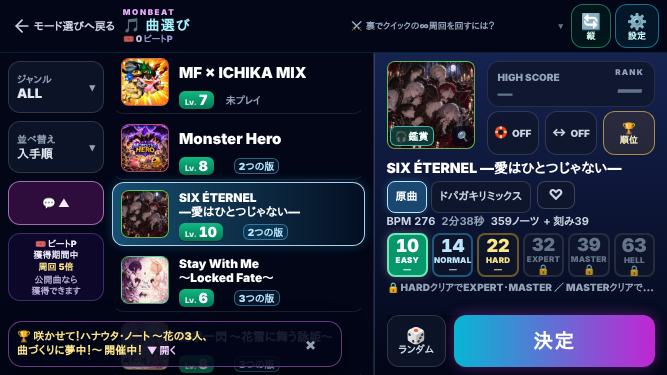 モード選びへ戻る
MONBEAT
🎵 曲選び
🎟 0 ビートP
⚔ 裏でクイックの∞周回を回すには?
▼
縦
設定
ジャンル
ALL
▼
並べ替え
入手順
▼
💬 ▲
🎟 ビートP
獲得期間中
周回 5倍
公開曲なら
獲得できます
MF × ICHIKA MIX
Lv. 7 未プレイ
Monster Hero
MONSTER HERO
Lv. 8 2つの版
SIX ÉTERNEL
―愛はひとつじゃない―
Lv. 10 2つの版
Stay With Me
〜Locked Fate〜
Lv. 6 3つの版
🏆 咲かせて!ハナウタ・ノート 〜花の3人、
曲づくりに夢中!〜 開催中! ▼ 開く
✖
🎧 鑑賞
🔍
HIGH SCORE
—
RANK
—
OFF
↔ OFF
🏆
順位
SIX ÉTERNEL ―愛はひとつじゃない―
原曲
ドパガキリミックス
♡
BPM 276 2分38秒 359ノーツ + 刻み39
10
EASY
—
14
NORMAL
—
22
HARD
—
32
EXPERT
🔒
39
MASTER
🔒
63
HELL
🔒
🔒HARDクリアでEXPERT・MASTER ／ MASTERクリアで…
🎲
ランダム
決定